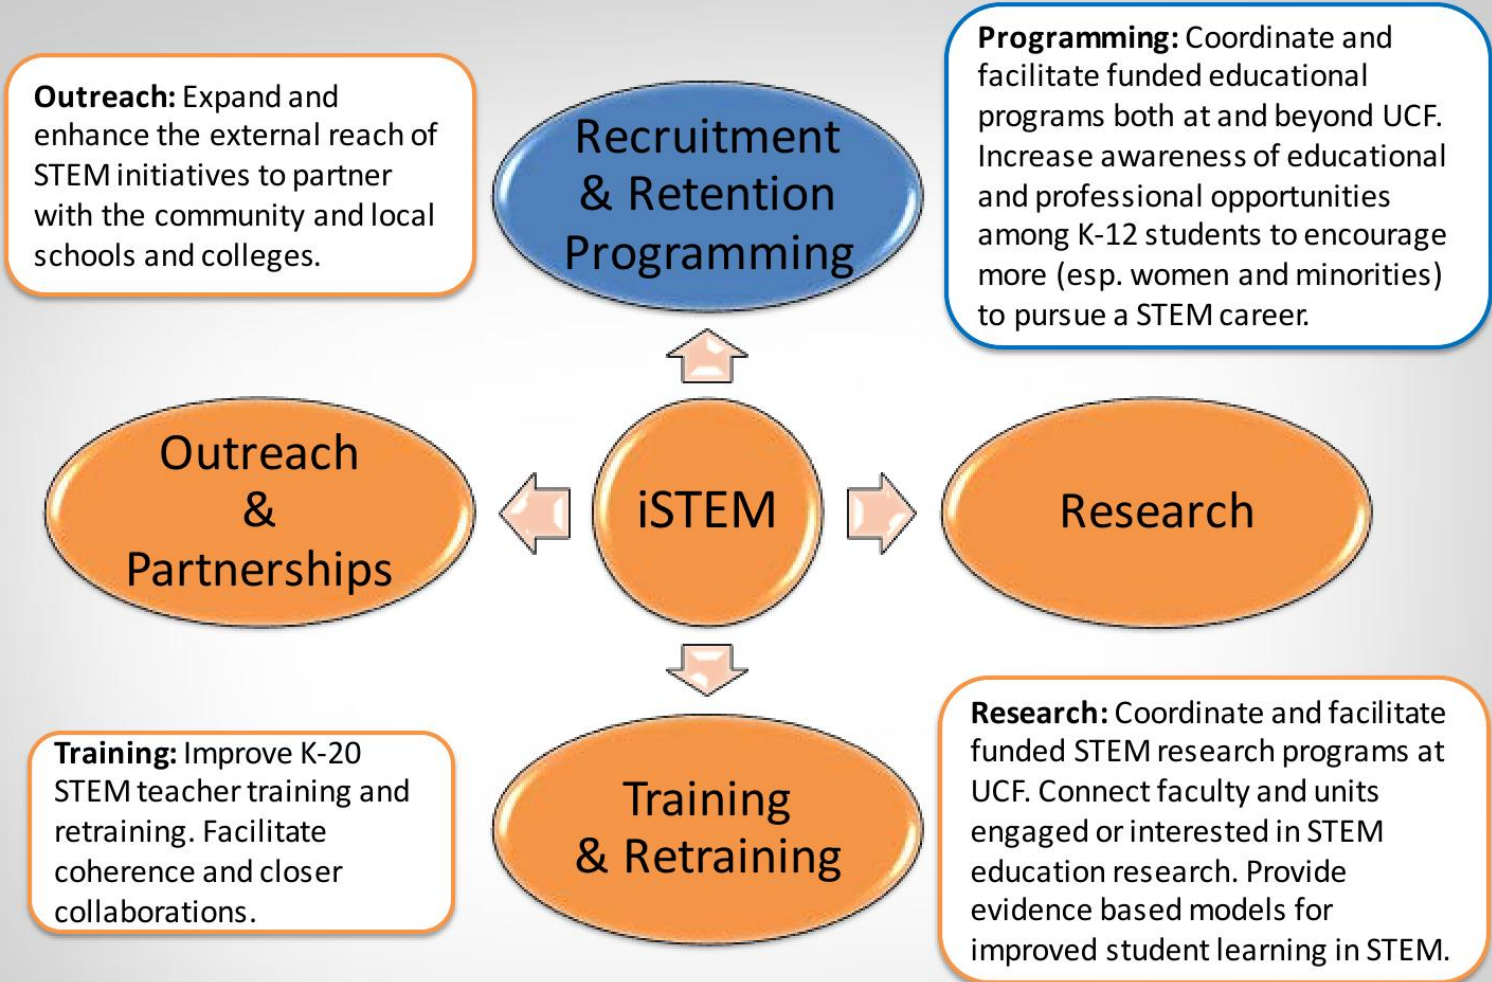 Outreach: Expand and
enhance the external reach of
STEM initiatives to partner
with the community and local
schools and colleges.
Recruitment
& Retention
Programming
Programming: Coordinate and
facilitate funded educational
programs both at and beyond UCF.
Increase awareness of educational
and professional opportunities
among K-12 students to encourage
more (esp. women and minorities)
to pursue a STEM career.
Outreach
&
Partnerships
iSTEM
Research
Training: Improve K-20
STEM teacher training and
retraining. Facilitate
coherence and closer
collaborations.
Training
& Retraining
Research: Coordinate and facilitate
funded STEM research programs at
UCF. Connect faculty and units
engaged or interested in STEM
education research. Provide
evidence based models for
improved student learning in STEM.